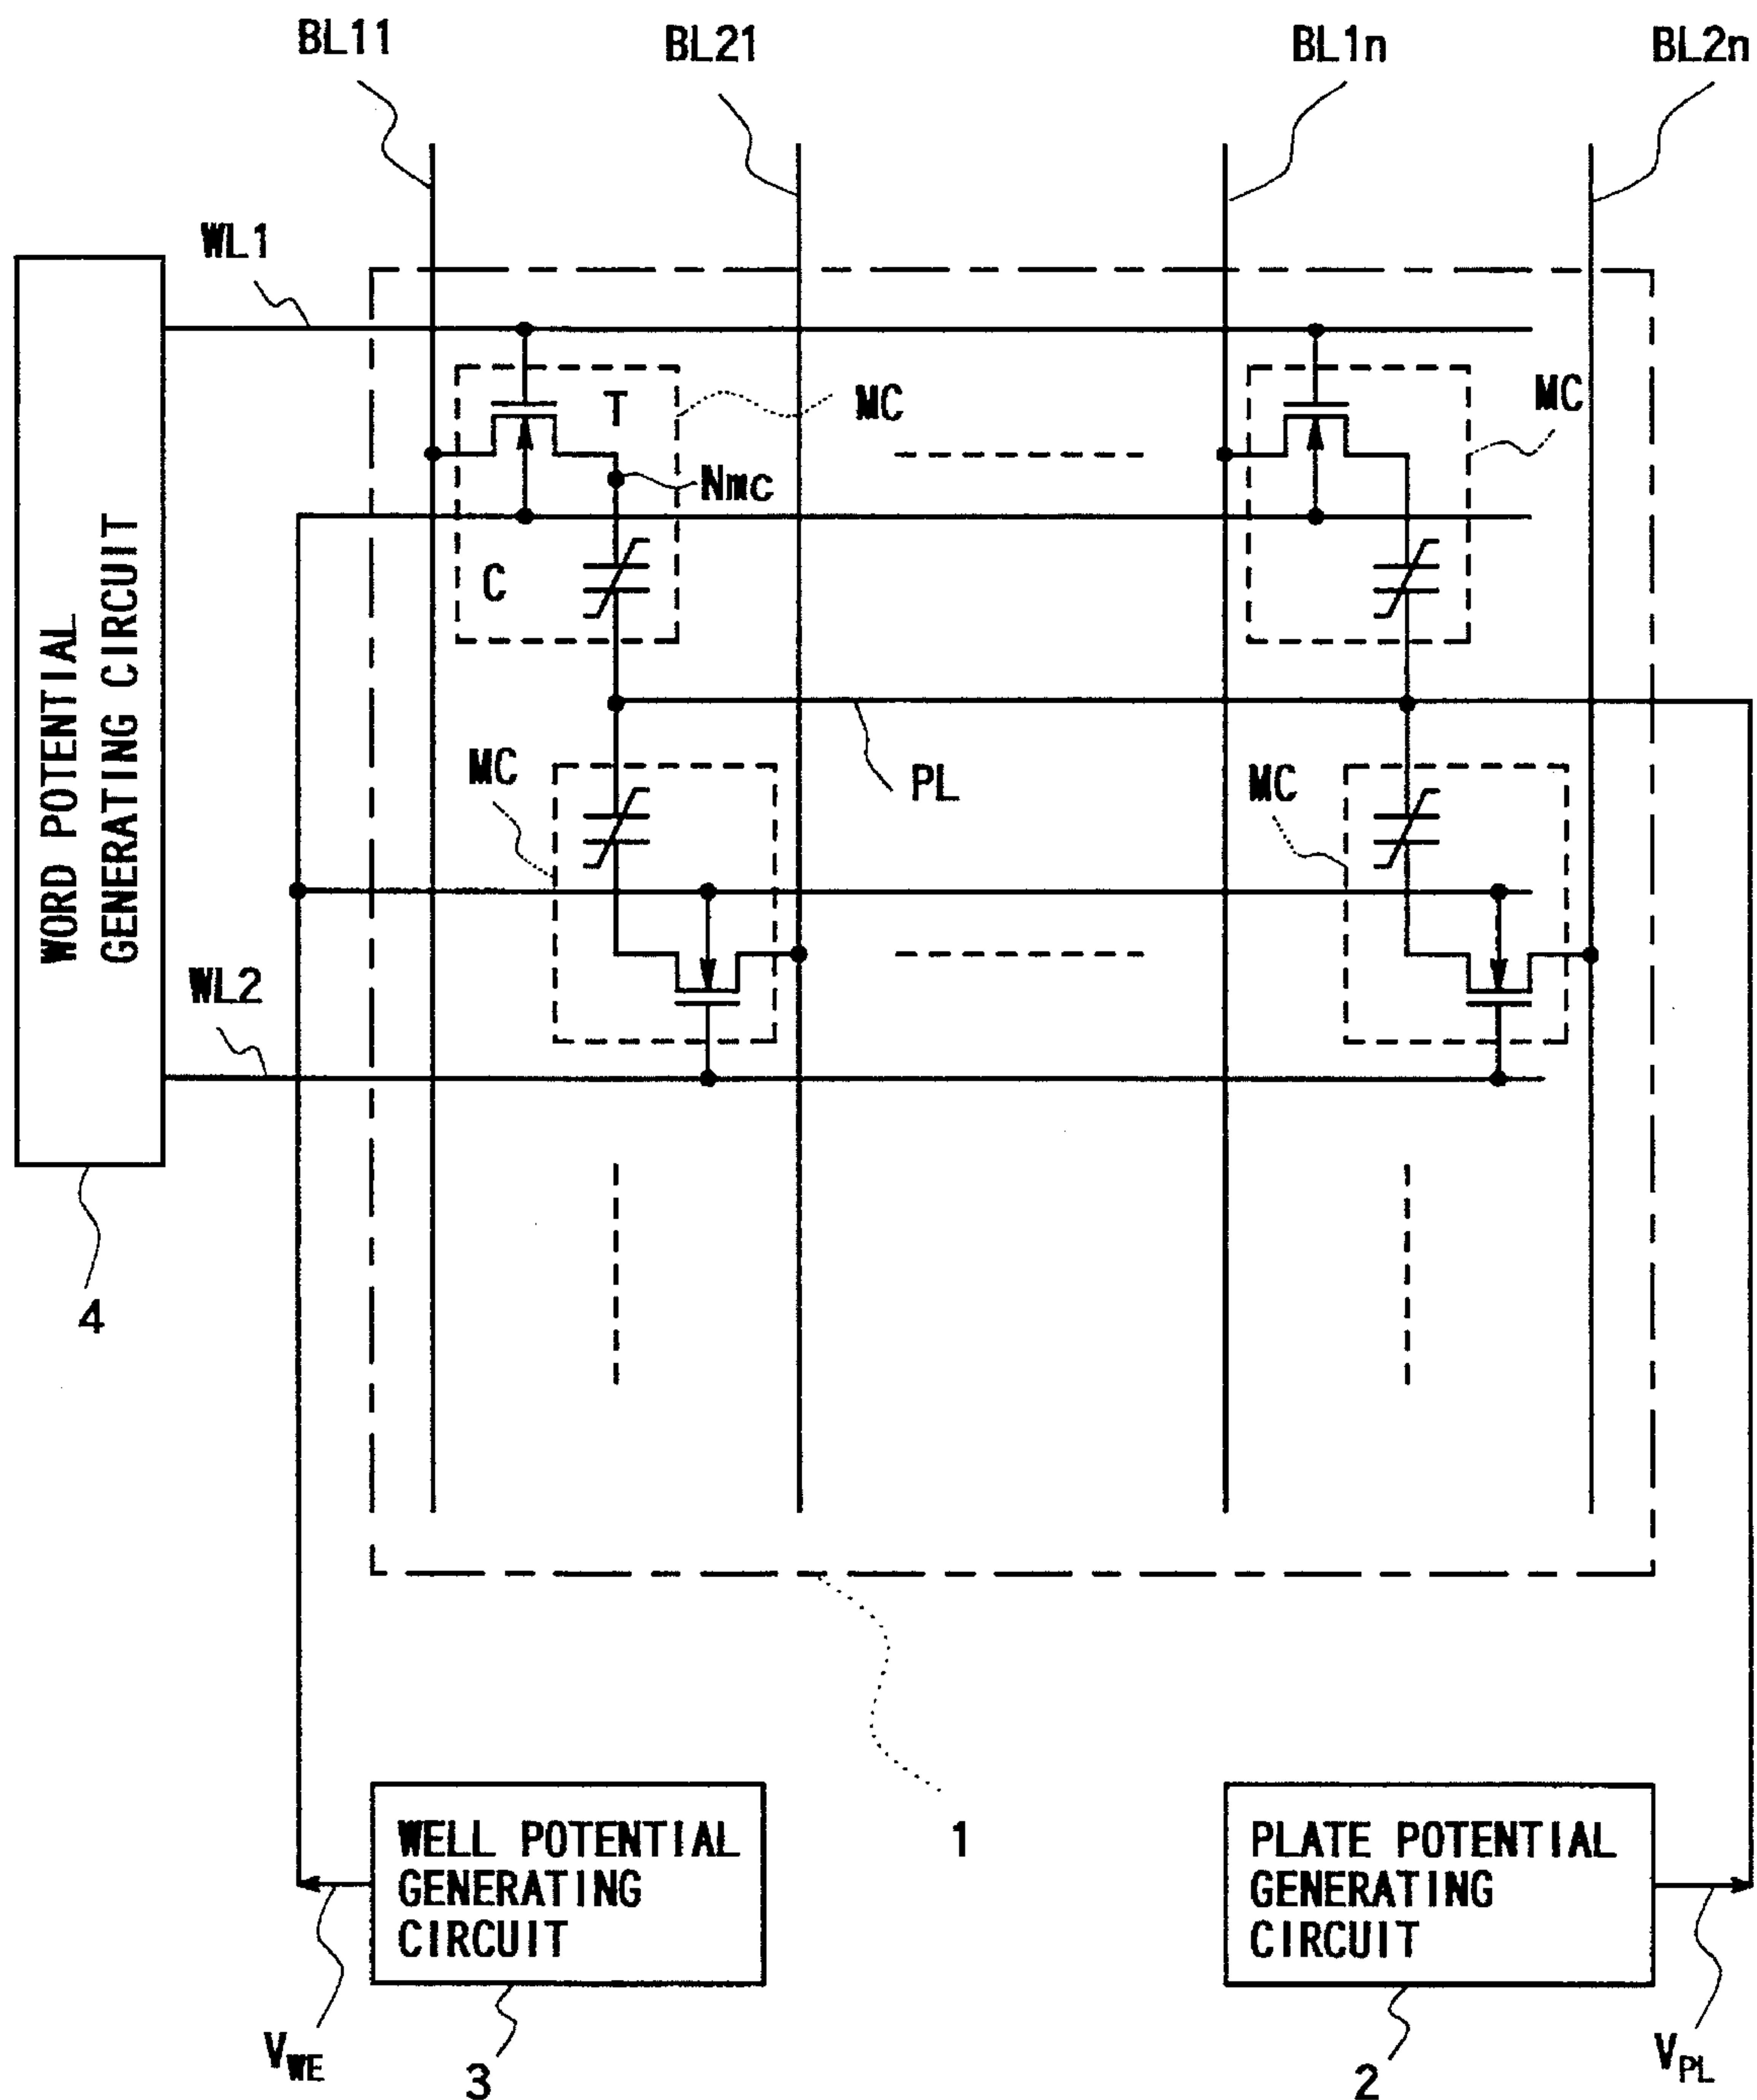 BL11
BL21
BL1n
BL2n
WL1
T
MC
MC
Nmc
C
WORD POTENTIAL
GENERATING CIRCUIT
MC
PL
MC
WL2
4
1
WELL POTENTIAL
GENERATING
CIRCUIT
PLATE POTENTIAL
GENERATING
CIRCUIT
VWE
3
2
VPL